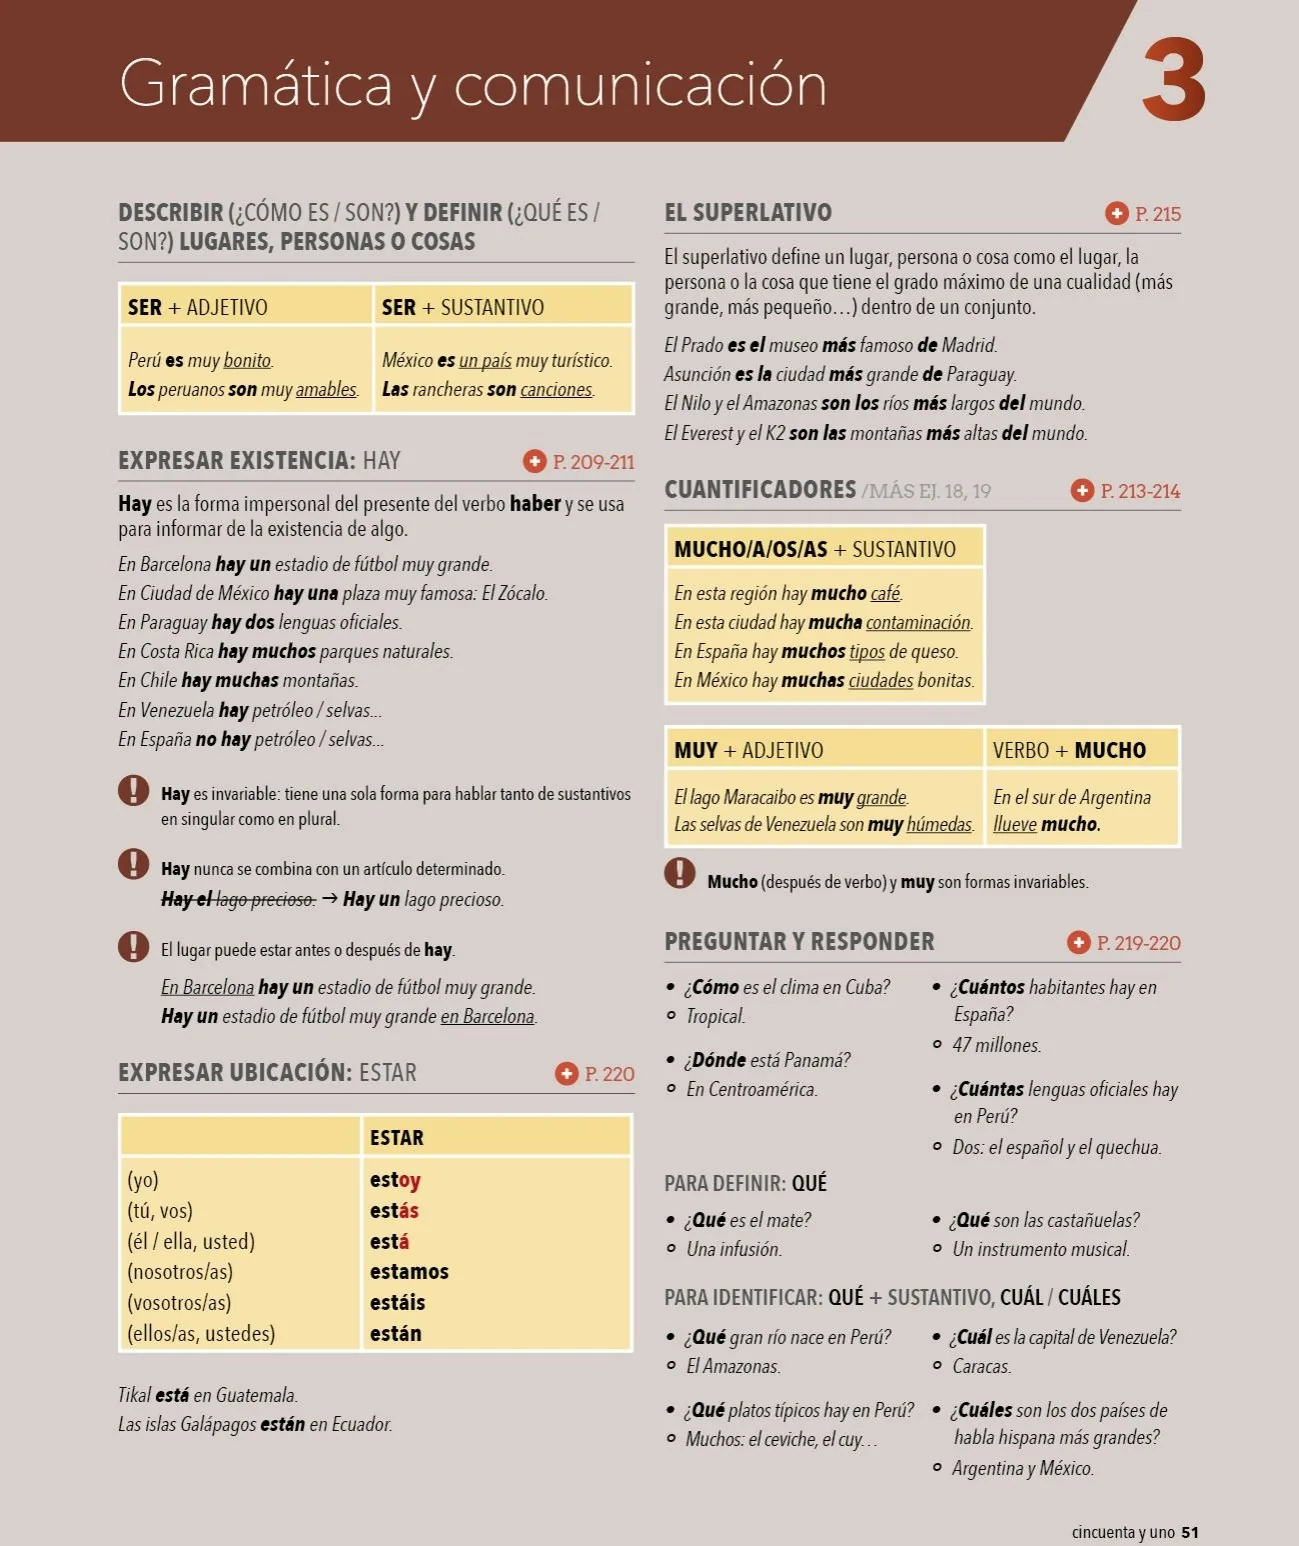 Gramática y comunicación
3
DESCRIBIR (¿CÓMO ES / SON?) Y DEFINIR (¿QUÉ ES /
SON?) LUGARES, PERSONAS O COSAS
SER + ADJETIVO
SER + SUSTANTIVO
Perú es muy bonito.
Los peruanos son muy amables.
México es un país muy turístico.
Las rancheras son canciones.
EXPRESAR EXISTENCIA: HAY + P. 209-211
Hay es la forma impersonal del presente del verbo haber y se usa
para informar de la existencia de algo.
En Barcelona hay un estadio de fútbol muy grande.
En Ciudad de México hay una plaza muy famosa: El Zócalo.
En Paraguay hay dos lenguas oficiales.
En Costa Rica hay muchos parques naturales.
En Chile hay muchas montañas.
En Venezuela hay petróleo / selvas...
En España no hay petróleo / selvas...
! Hay es invariable: tiene una sola forma para hablar tanto de sustantivos
en singular como en plural.
! Hay nunca se combina con un artículo determinado.
Hay el lago precioso. → Hay un lago precioso.
! El lugar puede estar antes o después de hay.
En Barcelona hay un estadio de fútbol muy grande.
Hay un estadio de fútbol muy grande en Barcelona.
EXPRESAR UBICACIÓN: ESTAR + P. 220
ESTAR
(yo) estoy
(tú, vos) estás
(él / ella, usted) está
(nosotros/as) estamos
(vosotros/as) estáis
(ellos/as, ustedes) están
Tikal está en Guatemala.
Las islas Galápagos están en Ecuador.
EL SUPERLATIVO + P. 215
El superlativo define un lugar, persona o cosa como el lugar, la
persona o la cosa que tiene el grado máximo de una cualidad (más
grande, más pequeño…) dentro de un conjunto.
El Prado es el museo más famoso de Madrid.
Asunción es la ciudad más grande de Paraguay.
El Nilo y el Amazonas son los ríos más largos del mundo.
El Everest y el K2 son las montañas más altas del mundo.
CUANTIFICADORES /MÁS EJ. 18, 19 + P. 213-214
MUCHO/A/OS/AS + SUSTANTIVO
En esta región hay mucho café.
En esta ciudad hay mucha contaminación.
En España hay muchos tipos de queso.
En México hay muchas ciudades bonitas.
MUY + ADJETIVO
VERBO + MUCHO
El lago Maracaibo es muy grande.
Las selvas de Venezuela son muy húmedas.
En el sur de Argentina
llueve mucho.
! Mucho (después de verbo) y muy son formas invariables.
PREGUNTAR Y RESPONDER + P. 219-220
• ¿Cómo es el clima en Cuba?
○ Tropical.
• ¿Dónde está Panamá?
○ En Centroamérica.
• ¿Cuántos habitantes hay en
España?
○ 47 millones.
• ¿Cuántas lenguas oficiales hay
en Perú?
○ Dos: el español y el quechua.
PARA DEFINIR: QUÉ
• ¿Qué es el mate?
○ Una infusión.
• ¿Qué son las castañuelas?
○ Un instrumento musical.
PARA IDENTIFICAR: QUÉ + SUSTANTIVO, CUÁL / CUÁLES
• ¿Qué gran río nace en Perú?
○ El Amazonas.
• ¿Qué platos típicos hay en Perú?
○ Muchos: el ceviche, el cuy…
• ¿Cuál es la capital de Venezuela?
○ Caracas.
• ¿Cuáles son los dos países de
habla hispana más grandes?
○ Argentina y México.
cincuenta y uno 51